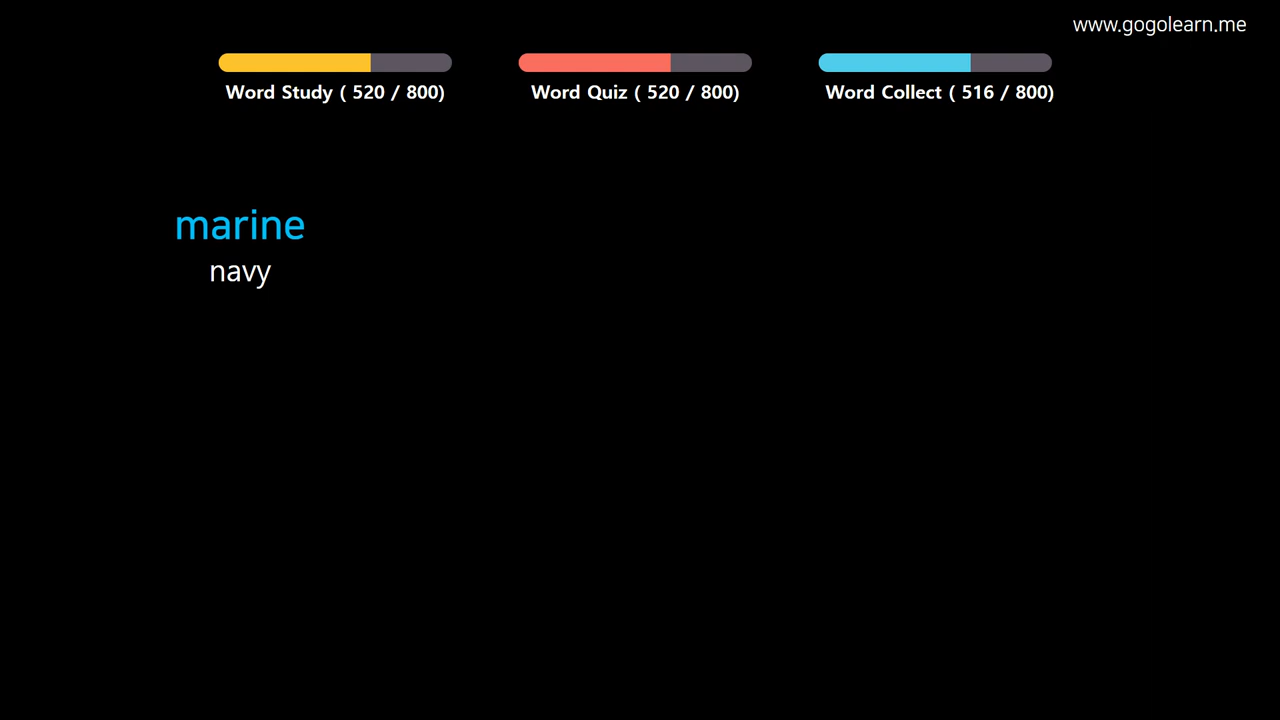 www.gogolearn.me
Word Study ( 520 / 800)
Word Quiz ( 520 / 800)
Word Collect ( 516 / 800)
marine
navy